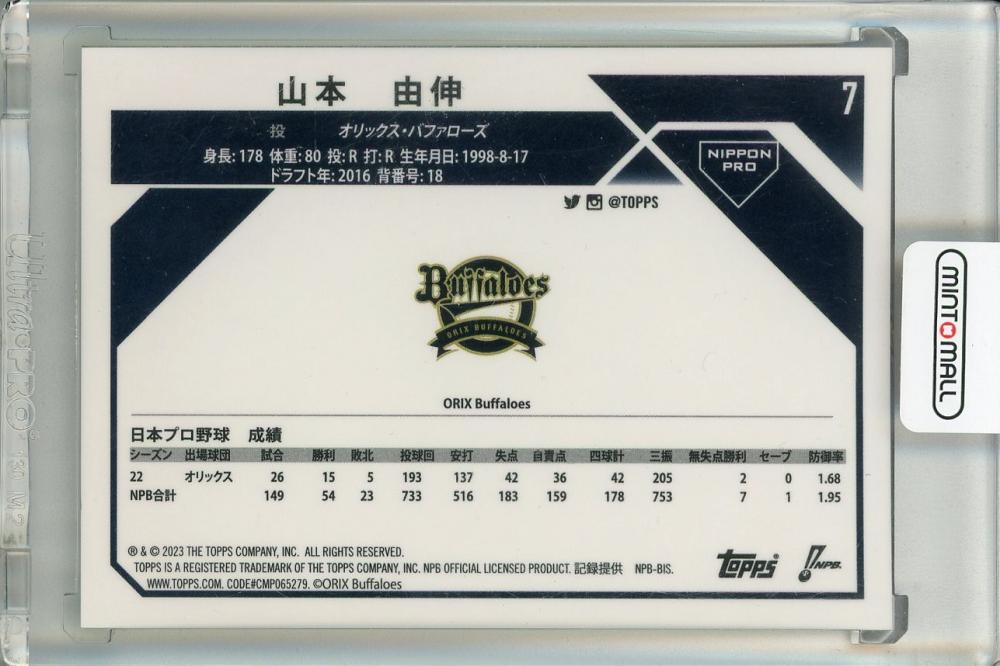 山本 由伸
7
投 オリックス・バファローズ
身長: 178 体重: 80 投: R 打: R 生年月日: 1998-8-17
ドラフト年: 2016 背番号: 18
NIPPON
PRO
@TOPPS
Buffaloes
ORIX BUFFALOES
ORIX Buffaloes
日本プロ野球 成績
シーズン 出場球団 試合 勝利 敗北 投球回 安打 失点 自責点 四球計 三振 無失点勝利 セーブ 防御率
22 オリックス 26 15 5 193 137 42 36 42 205 2 0 1.68
NPB合計 149 54 23 733 516 183 159 178 753 7 1 1.95
® & © 2023 THE TOPPS COMPANY, INC. ALL RIGHTS RESERVED.
TOPPS IS A REGISTERED TRADEMARK OF THE TOPPS COMPANY, INC. NPB OFFICIAL LICENSED PRODUCT. 記録提供 NPB-BIS.
WWW.TOPPS.COM. CODE#CMP065279. ©ORIX Buffaloes
topps
NPB
MINTMALL
Ultra·PRO
130 M2